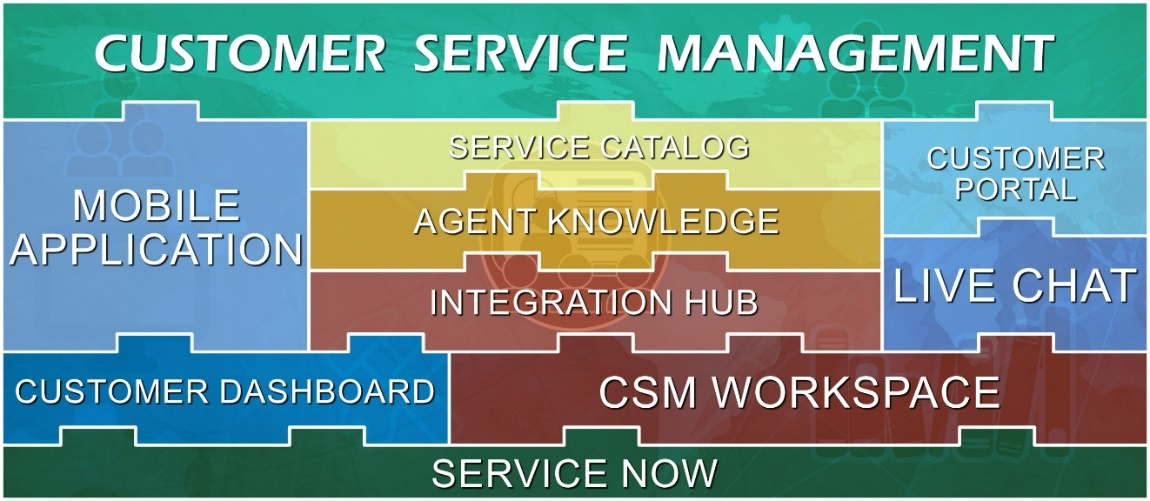 CUSTOMER SERVICE MANAGEMENT
MOBILE
APPLICATION
SERVICE CATALOG
AGENT KNOWLEDGE
INTEGRATION HUB
CUSTOMER
PORTAL
LIVE CHAT
CUSTOMER DASHBOARD
CSM WORKSPACE
SERVICE NOW